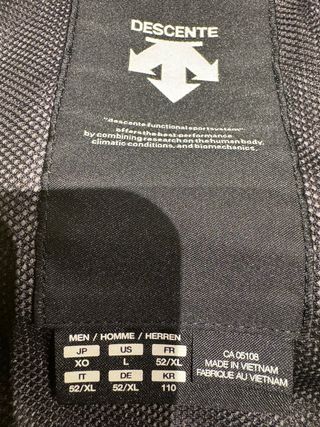 DESCENTE
"descente functional sport system"
offers the best performance
by combining research on the human body,
climatic conditions, and biomechanics.
MEN / HOMME / HERREN
JP US FR
XO L 52/XL
IT DE KR
52/XL 52/XL 110
CA 05108
MADE IN VIETNAM
FABRIQUE AU VIETNAM